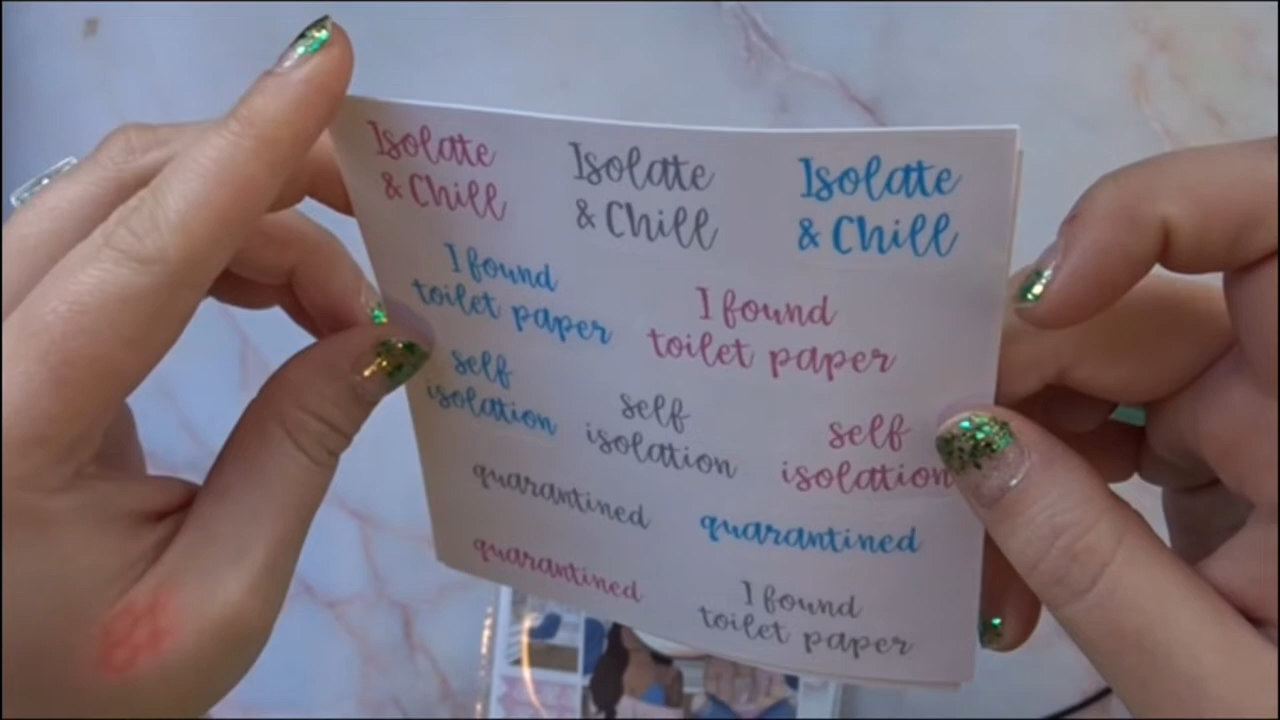 Isolate
& Chill
Isolate
& Chill
Isolate
& Chill
I found
toilet paper
I found
toilet paper
self
isolation
self
isolation
self
isolation
quarantined
quarantined
quarantined
I found
toilet paper